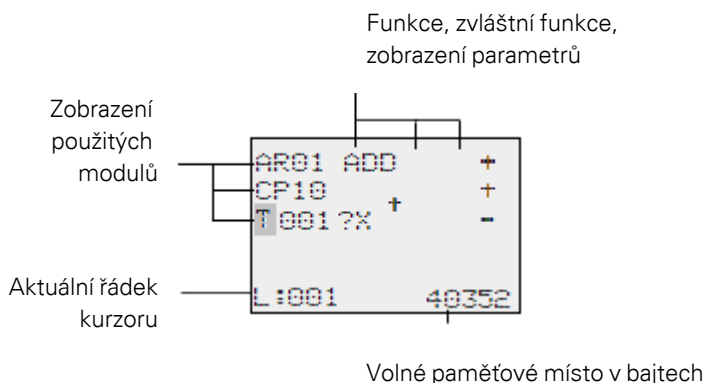 Funkce, zvláštní funkce,
zobrazení parametrů
Zobrazení
použitých
modulů
AR01 ADD +
CP10 +
T 001 ?X -
Aktuální řádek
kurzoru
L:001 40352
Volné paměťové místo v bajtech